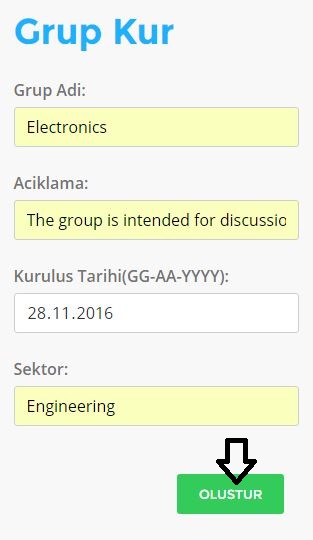 Grup Kur
Grup Adi:
Electronics
Aciklama:
The group is intended for discussio
Kurulus Tarihi(GG-AA-YYYY):
28.11.2016
Sektor:
Engineering
OLUSTUR